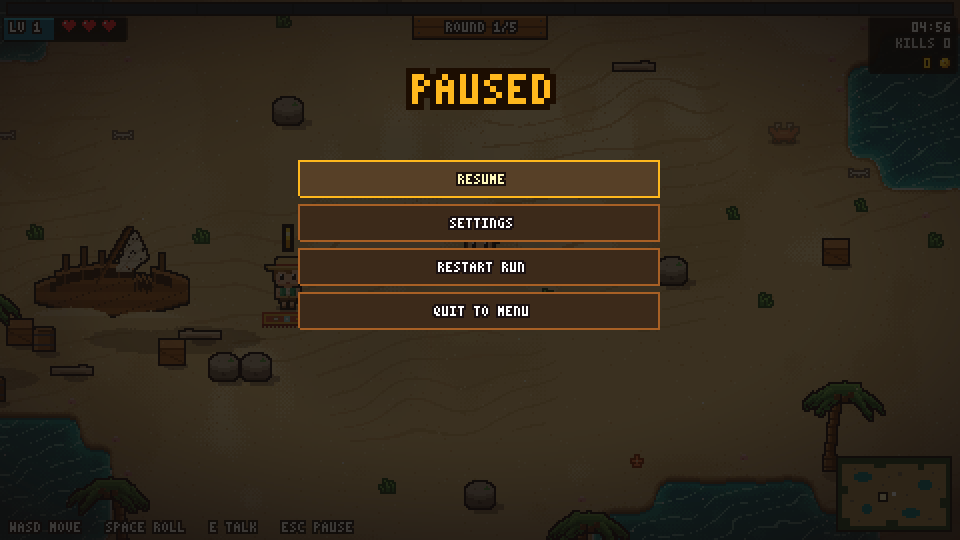 LV 1
ROUND 1/5
04:56
KILLS 0
0
PAUSED
RESUME
SETTINGS
RESTART RUN
QUIT TO MENU
WASD MOVE SPACE ROLL E TALK ESC PAUSE